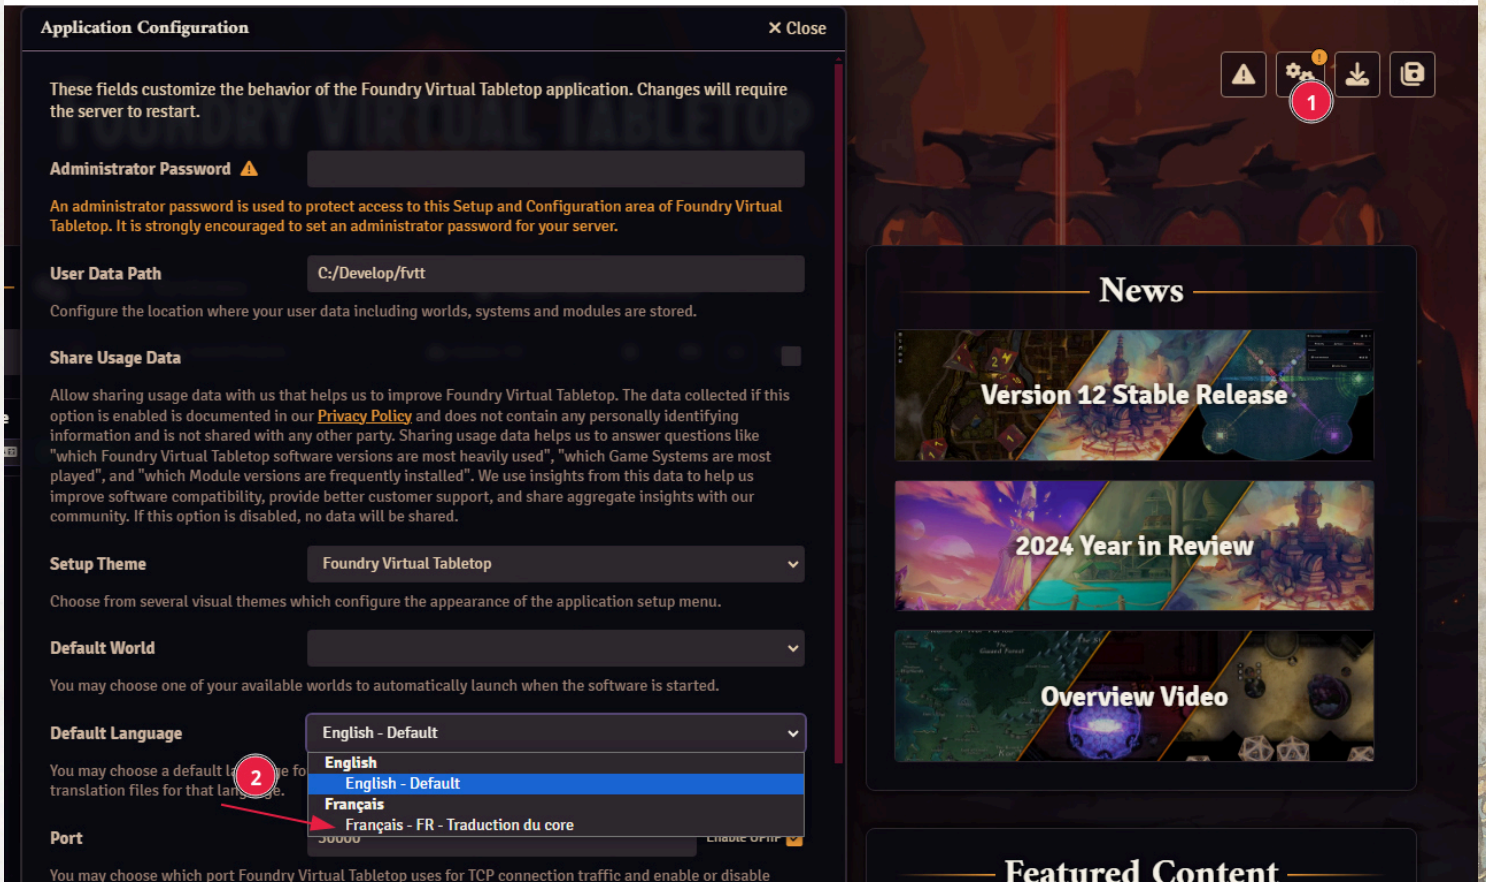 Application Configuration
× Close
These fields customize the behavior of the Foundry Virtual Tabletop application. Changes will require
the server to restart.
Administrator Password
An administrator password is used to protect access to this Setup and Configuration area of Foundry Virtual
Tabletop. It is strongly encouraged to set an administrator password for your server.
User Data Path
C:/Develop/fvtt
Configure the location where your user data including worlds, systems and modules are stored.
Share Usage Data
Allow sharing usage data with us that helps us to improve Foundry Virtual Tabletop. The data collected if this
option is enabled is documented in our Privacy Policy and does not contain any personally identifying
information and is not shared with any other party. Sharing usage data helps us to answer questions like
"which Foundry Virtual Tabletop software versions are most heavily used", "which Game Systems are most
played", and "which Module versions are frequently installed". We use insights from this data to help us
improve software compatibility, provide better customer support, and share aggregate insights with our
community. If this option is disabled, no data will be shared.
Setup Theme
Foundry Virtual Tabletop
Choose from several visual themes which configure the appearance of the application setup menu.
Default World
You may choose one of your available worlds to automatically launch when the software is started.
Default Language
English - Default
English
English - Default
Français
Français - FR - Traduction du core
You may choose a default l
ge fo
translation files for that lang
e.
2
Port
30000
Enable UPnP
You may choose which port Foundry Virtual Tabletop uses for TCP connection traffic and enable or disable
!
1
News
Version 12 Stable Release
2024 Year in Review
Overview Video
Featured Content